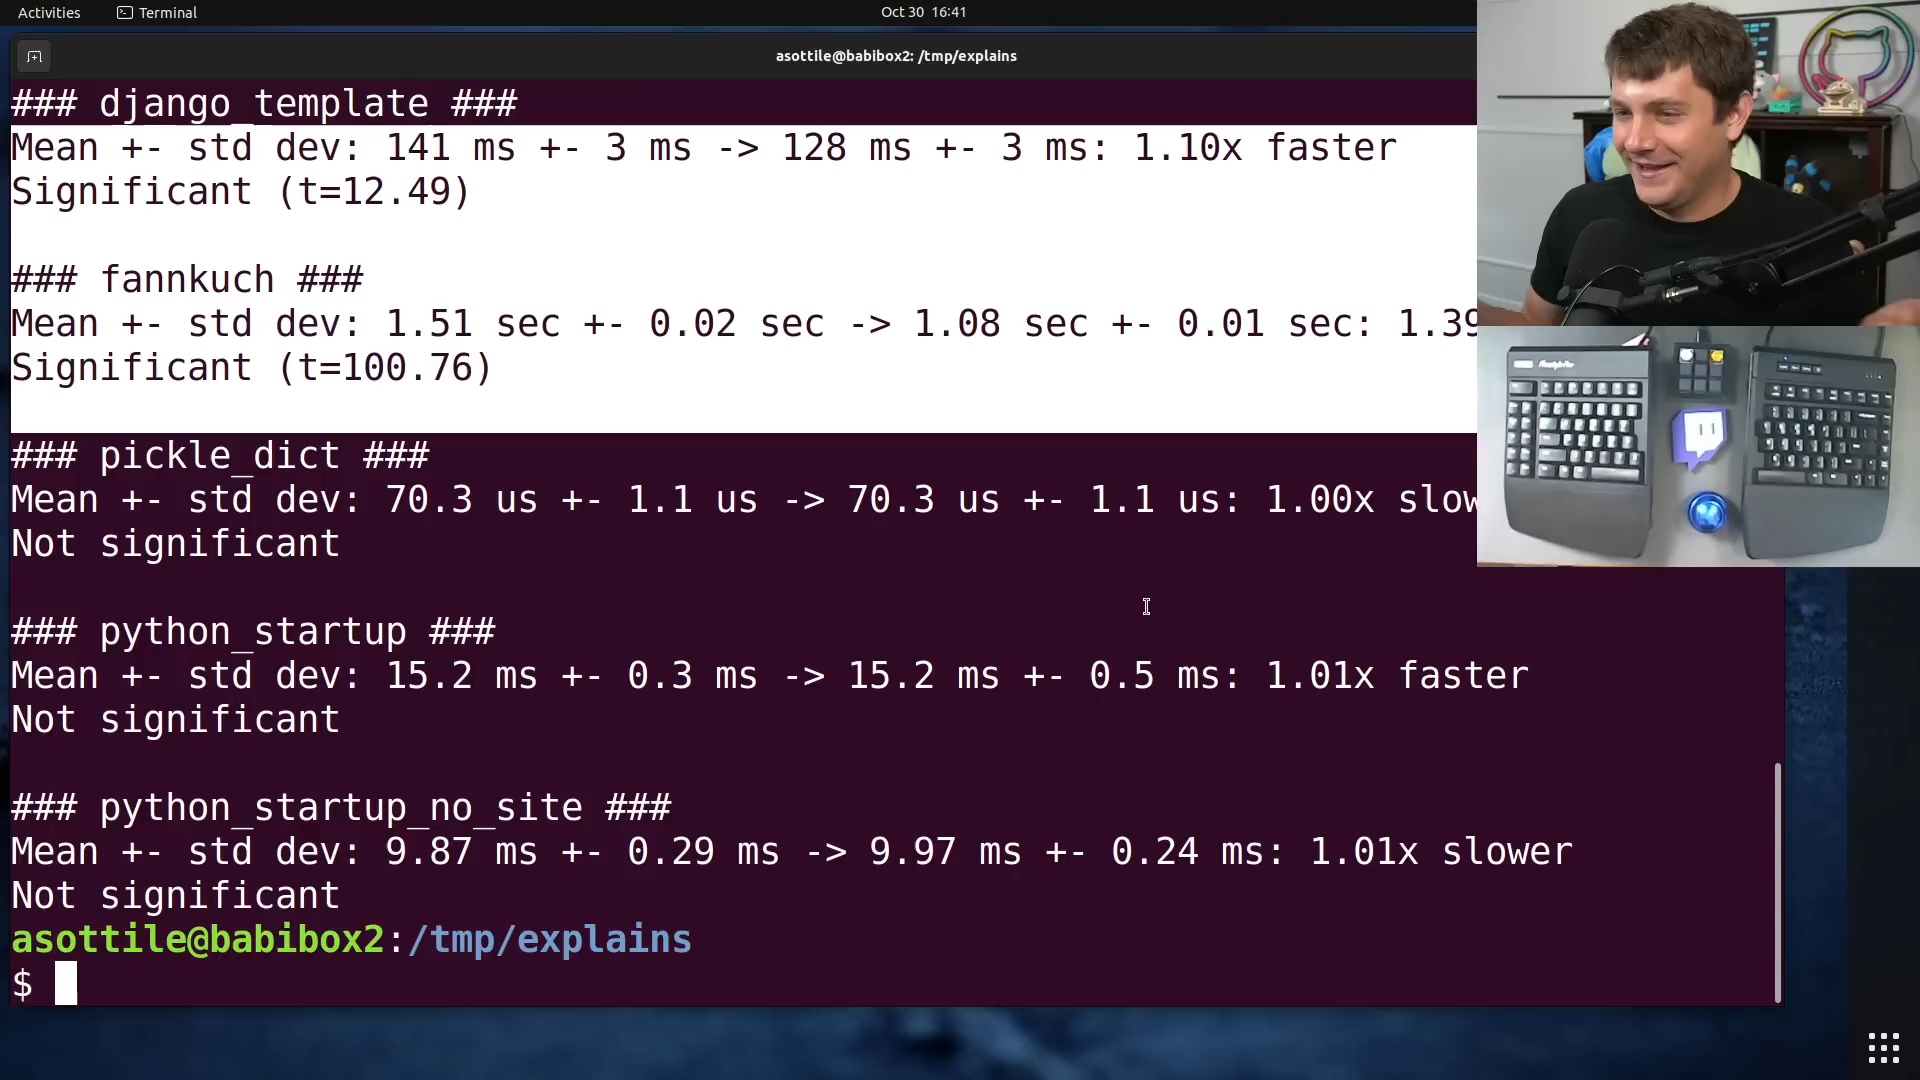 Activities
Terminal
Oct 30 16:41
asottile@babibox2: /tmp/explains
### django_template ###
Mean +- std dev: 141 ms +- 3 ms -> 128 ms +- 3 ms: 1.10x faster
Significant (t=12.49)
### fannkuch ###
Mean +- std dev: 1.51 sec +- 0.02 sec -> 1.08 sec +- 0.01 sec: 1.39
Significant (t=100.76)
### pickle_dict ###
Mean +- std dev: 70.3 us +- 1.1 us -> 70.3 us +- 1.1 us: 1.00x slow
Not significant
### python_startup ###
Mean +- std dev: 15.2 ms +- 0.3 ms -> 15.2 ms +- 0.5 ms: 1.01x faster
Not significant
### python_startup_no_site ###
Mean +- std dev: 9.87 ms +- 0.29 ms -> 9.97 ms +- 0.24 ms: 1.01x slower
Not significant
asottile@babibox2:/tmp/explains
$